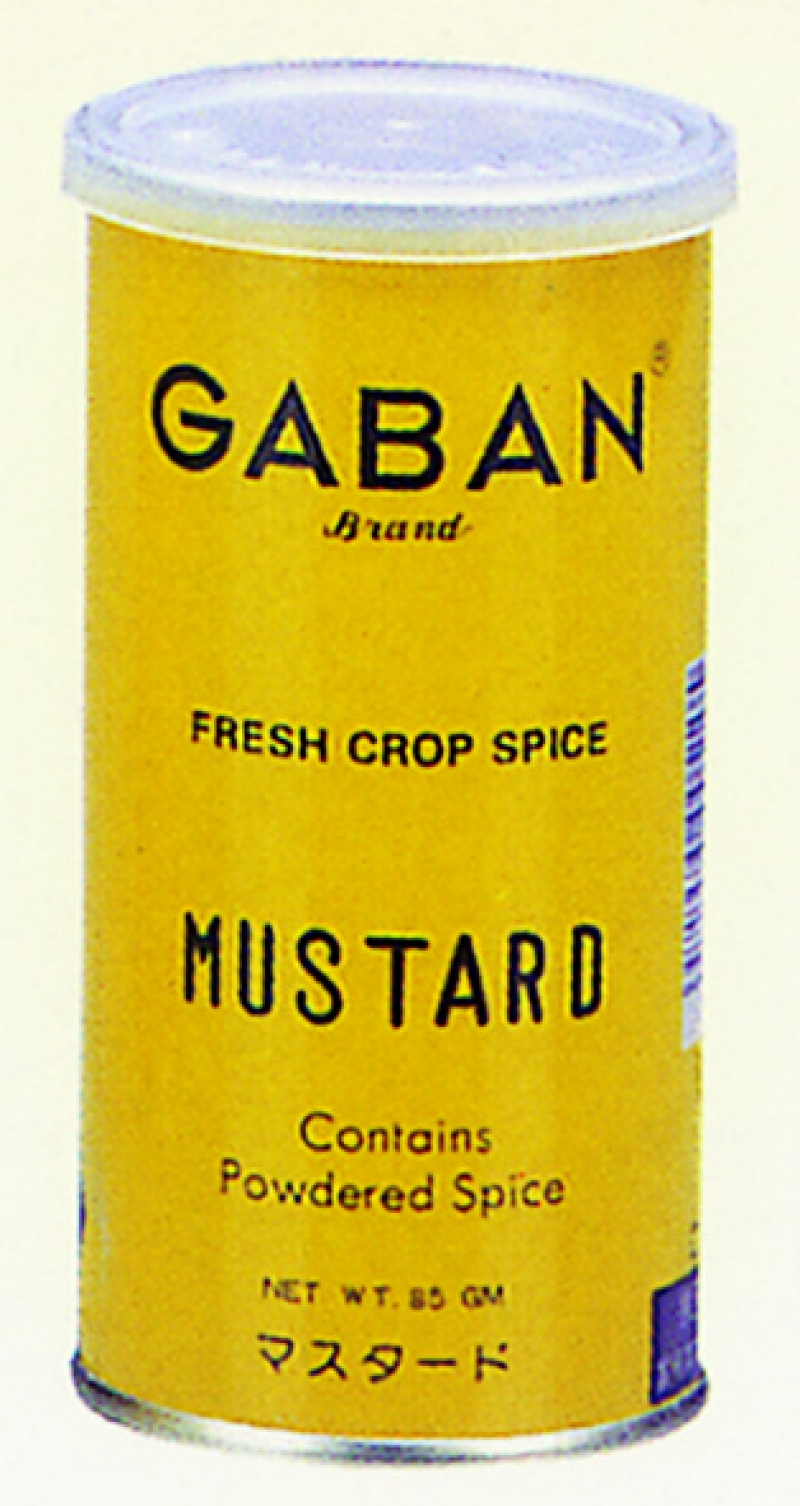 GABAN®
Brand
FRESH CROP SPICE
MUSTARD
Contains
Powdered Spice
NET WT. 85 GM
マスタード